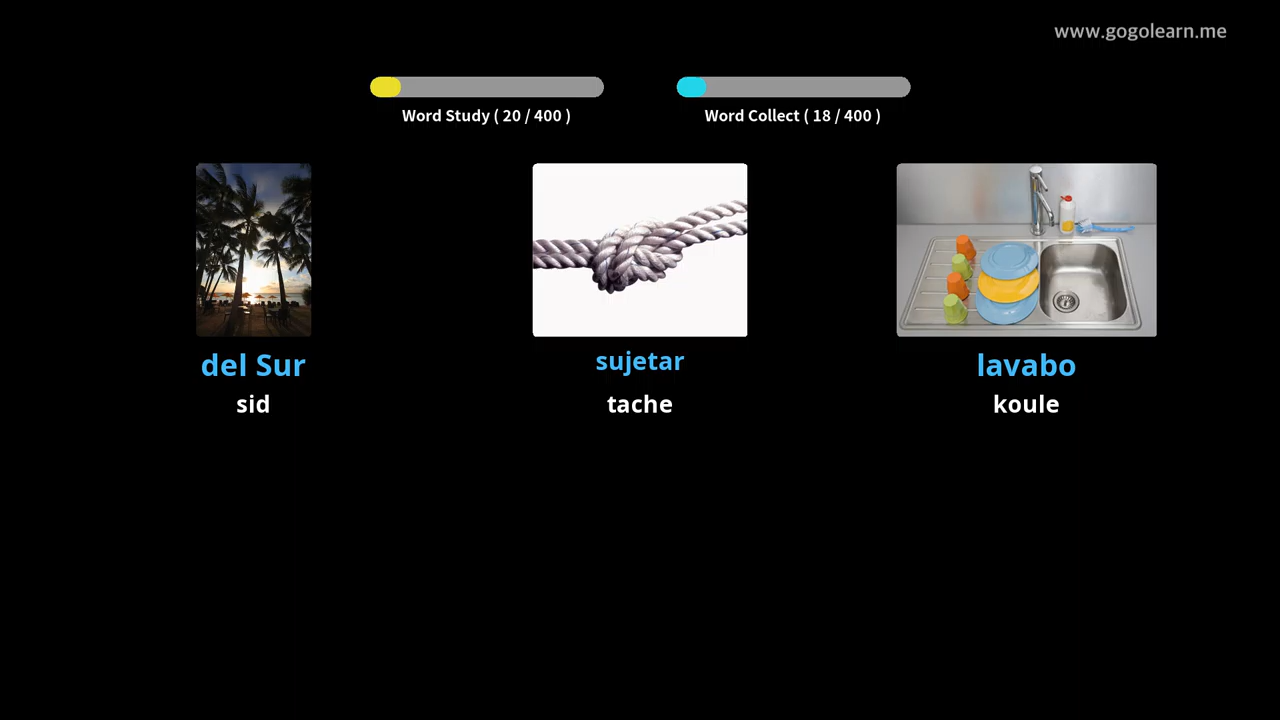 www.gogolearn.me
Word Study ( 20 / 400 )
Word Collect ( 18 / 400 )
del Sur
sujetar
lavabo
sid
tache
koule